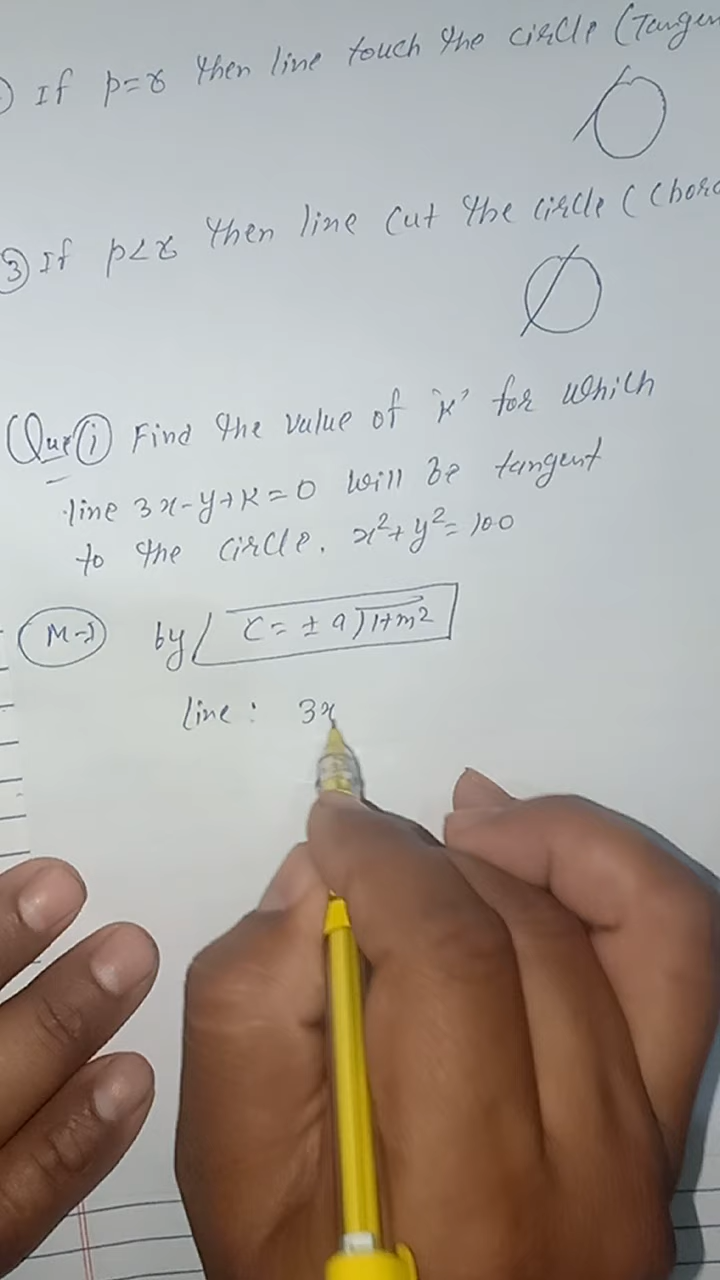 If p=r then line touch the circle (Tangen
③ If p<r then line cut the circle (Chord
Que ① Find the value of 'K' for which
line 3x-y+K=0 will be tangent
to the circle. x²+y²=100
M-I by C=±a√1+m²
line: 3x